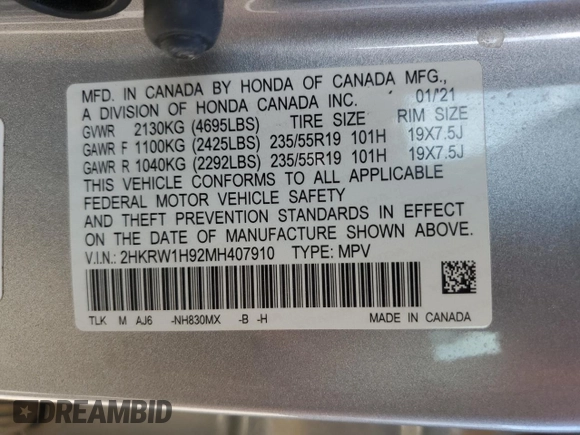 MFD. IN CANADA BY HONDA OF CANADA MFG.,
A DIVISION OF HONDA CANADA INC. 01/'21
GVWR 2130KG (4695LBS) TIRE SIZE RIM SIZE
GAWR F 1100KG (2425LBS) 235/55R19 101H 19X7.5J
GAWR R 1040KG (2292LBS) 235/55R19 101H 19X7.5J
THIS VEHICLE CONFORMS TO ALL APPLICABLE
FEDERAL MOTOR VEHICLE SAFETY
AND THEFT PREVENTION STANDARDS IN EFFECT
ON THE DATE OF MANUFACTURE SHOWN ABOVE.
V.I.N.: 2HKRW1H92MH407910 TYPE: MPV
TLK M AJ6 -NH830MX -B -H MADE IN CANADA
DREAMBID